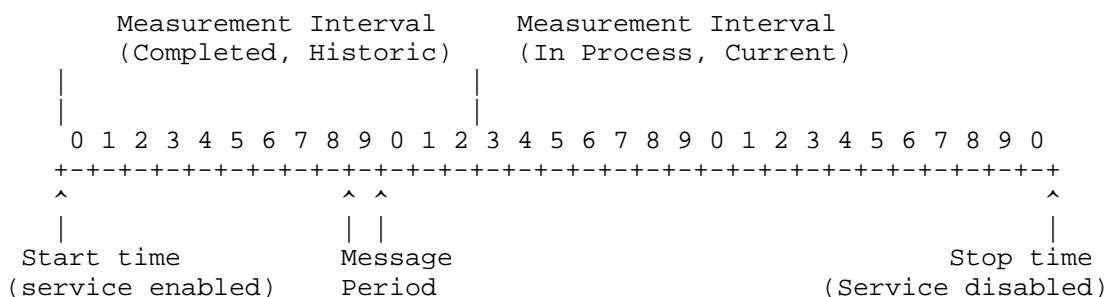 Measurement Interval Measurement Interval
(Completed, Historic) (In Process, Current)
| |
| |
0 1 2 3 4 5 6 7 8 9 0 1 2 3 4 5 6 7 8 9 0 1 2 3 4 5 6 7 8 9 0
+-+-+-+-+-+-+-+-+-+-+-+-+-+-+-+-+-+-+-+-+-+-+-+-+-+-+-+-+-+-+-+
^ ^ ^ ^
| | | |
Start time Message Stop time
(service enabled) Period (Service disabled)